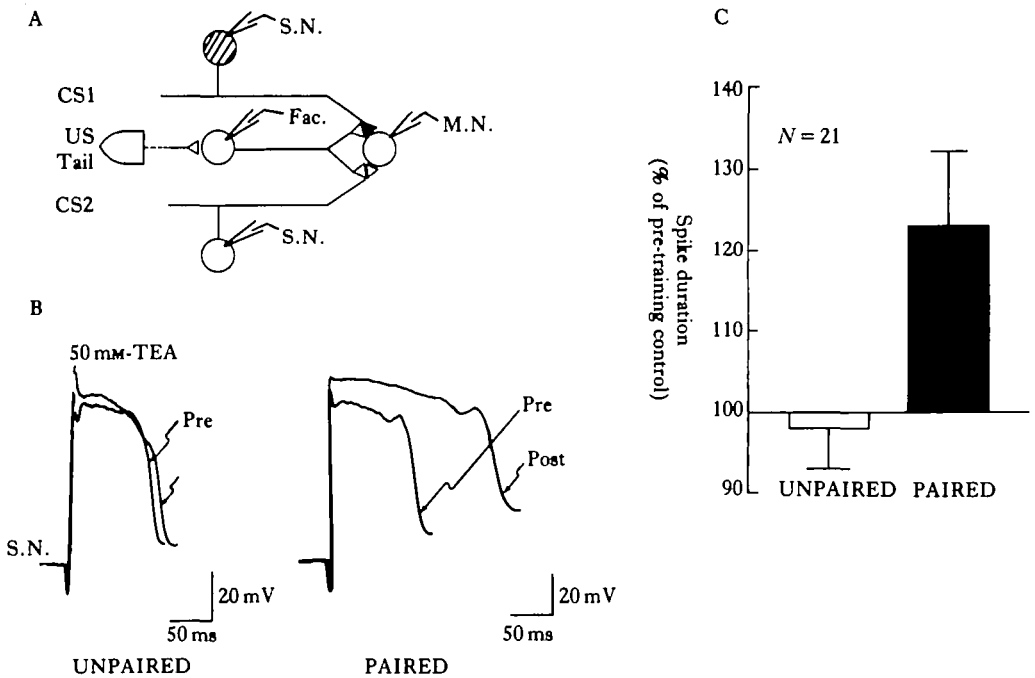 A
S.N.
CS1
US
Tail
Fac.
M.N.
CS2
S.N.
B
50 mM-TEA
Pre
S.N.
20 mV
50 ms
UNPAIRED
Pre
Post
20 mV
50 ms
PAIRED
C
Spike duration
(% of pre-training control)
140
130
120
110
100
90
N = 21
UNPAIRED PAIRED